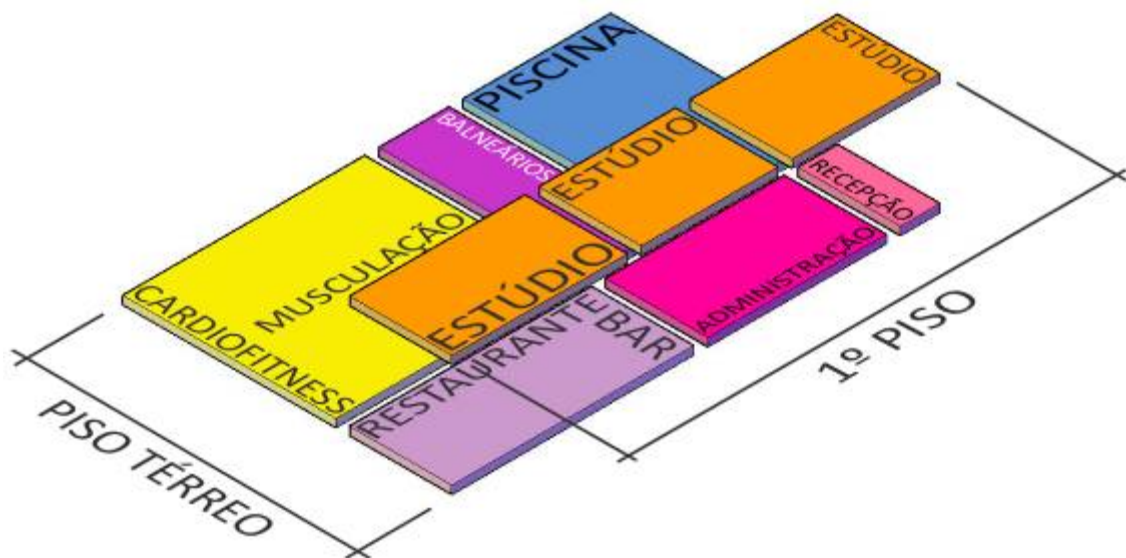 PISCINA
ESTÚDIO
BALNEÁRIOS
ESTÚDIO
RECEPÇÃO
MUSCULAÇÃO
CARDIOFITNESS
ESTÚDIO
ADMINISTRAÇÃO
RESTAURANTE
BAR
1º PISO
PISO TÉRREO